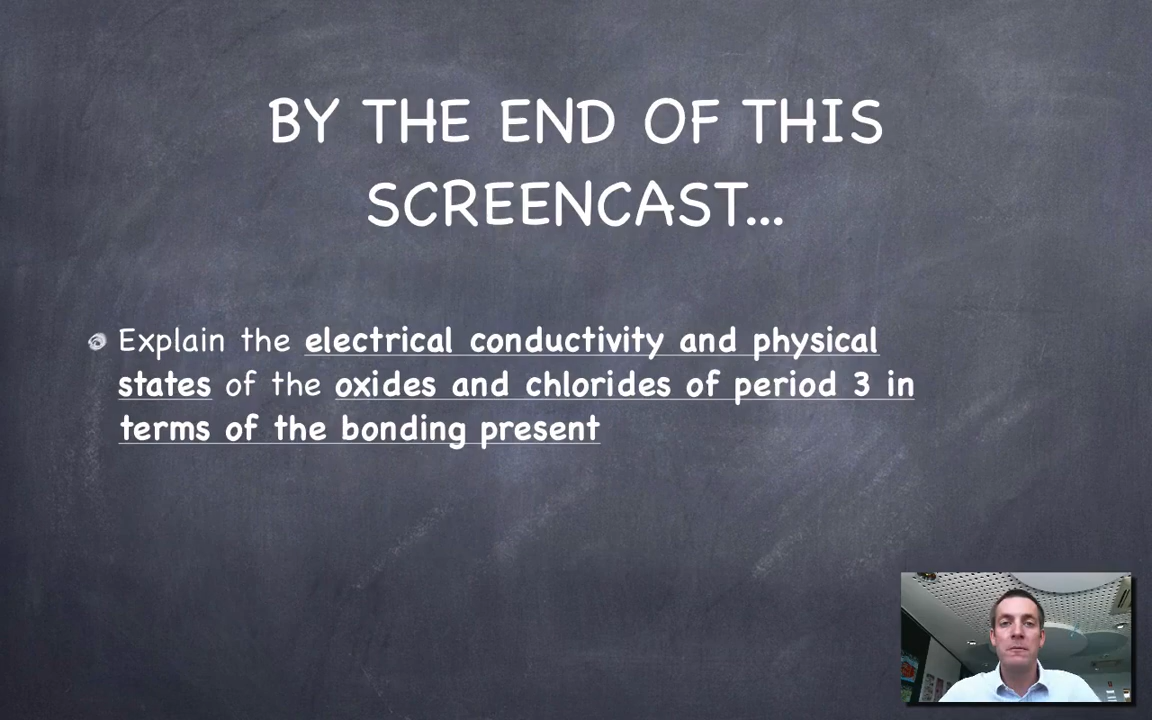 BY THE END OF THIS
SCREENCAST...
Explain the electrical conductivity and physical
states of the oxides and chlorides of period 3 in
terms of the bonding present